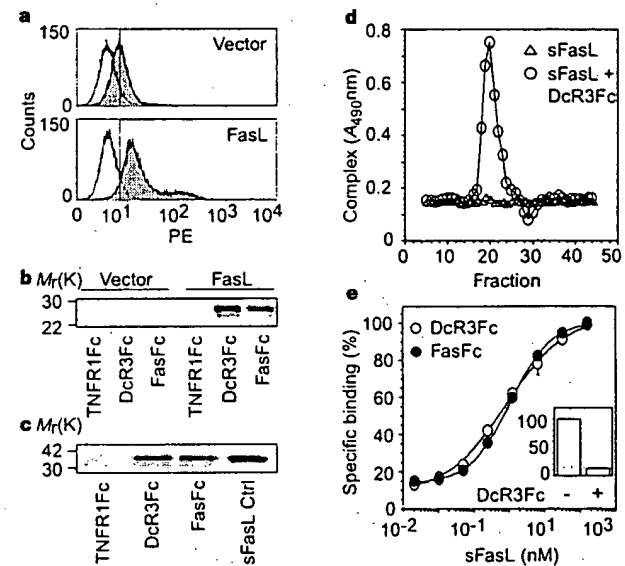 a
150
Vector
0
150
FasL
0
Counts
0 10¹ 10² 10³ 10⁴
PE
b Mr(K) Vector FasL
30
22
TNFR1Fc
DcR3Fc
FasFc
TNFR1Fc
DcR3Fc
FasFc
c Mr(K)
42
30
TNFR1Fc
DcR3Fc
FasFc
sFasL Ctrl
d
0.8
0.6
0.4
0.2
0
Complex (A490nm)
sFasL
sFasL +
DcR3Fc
0 10 20 30 40 50
Fraction
e
100
80
60
40
20
0
Specific binding (%)
DcR3Fc
FasFc
100
50
0
DcR3Fc - +
10⁻² 10⁻¹ 10¹ 10³
sFasL (nM)